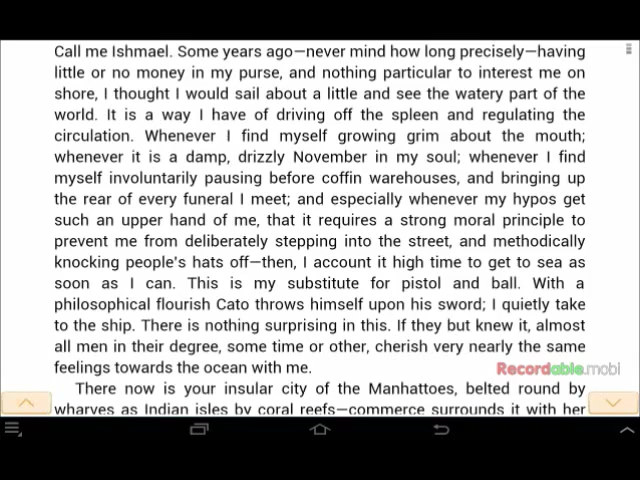 Call me Ishmael. Some years ago—never mind how long precisely—having
little or no money in my purse, and nothing particular to interest me on
shore, I thought I would sail about a little and see the watery part of the
world. It is a way I have of driving off the spleen and regulating the
circulation. Whenever I find myself growing grim about the mouth;
whenever it is a damp, drizzly November in my soul; whenever I find
myself involuntarily pausing before coffin warehouses, and bringing up
the rear of every funeral I meet; and especially whenever my hypos get
such an upper hand of me, that it requires a strong moral principle to
prevent me from deliberately stepping into the street, and methodically
knocking people's hats off—then, I account it high time to get to sea as
soon as I can. This is my substitute for pistol and ball. With a
philosophical flourish Cato throws himself upon his sword; I quietly take
to the ship. There is nothing surprising in this. If they but knew it, almost
all men in their degree, some time or other, cherish very nearly the same
feelings towards the ocean with me.
Recordable.mobi
There now is your insular city of the Manhattoes, belted round by
wharves as Indian isles by coral reefs—commerce surrounds it with her